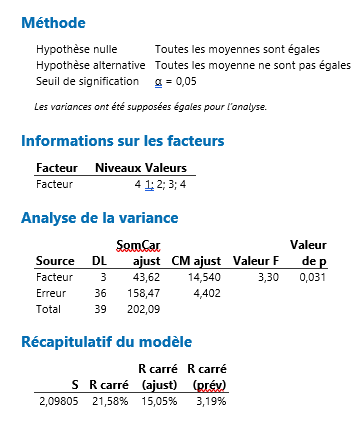 Méthode
Hypothèse nulle Toutes les moyennes sont égales
Hypothèse alternative Toutes les moyenne ne sont pas égales
Seuil de signification α = 0,05
Les variances ont été supposées égales pour l'analyse.
Informations sur les facteurs
Facteur Niveaux Valeurs
Facteur 4 1; 2; 3; 4
Analyse de la variance
SomCar Valeur
Source DL ajust CM ajust Valeur F de p
Facteur 3 43,62 14,540 3,30 0,031
Erreur 36 158,47 4,402
Total 39 202,09
Récapitulatif du modèle
R carré R carré
S R carré (ajust) (prév)
2,09805 21,58% 15,05% 3,19%